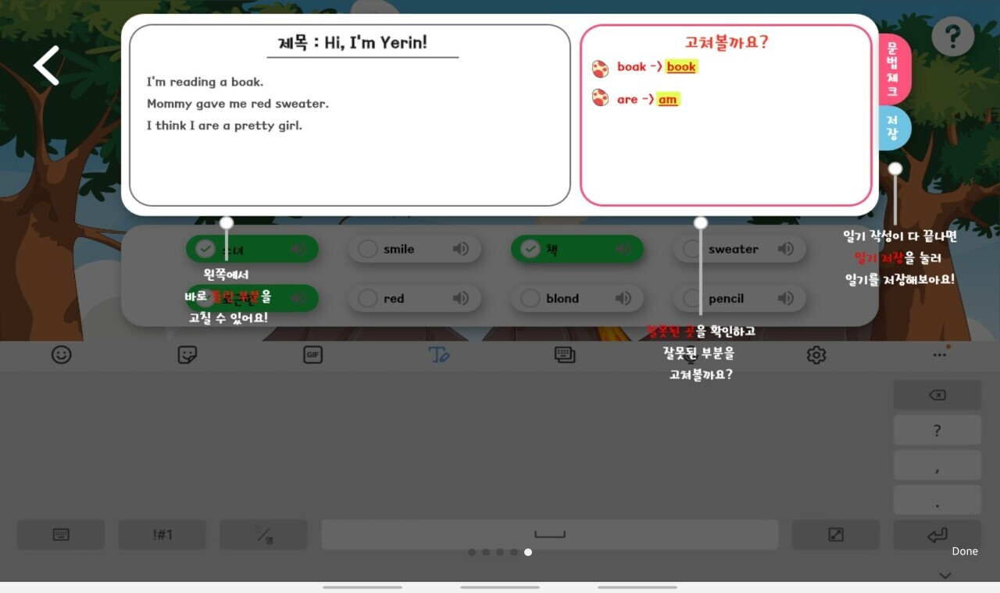 제목 : Hi, I'm Yerin!
I'm reading a boak.
Mommy gave me red sweater.
I think I are a pretty girl.
고쳐볼까요?
boak -> book
are -> am
문법체크
저장
?
소녀
smile
책
sweater
red
blond
pencil
왼쪽에서
바로 틀린 부분을
고칠 수 있어요!
잘못된 곳을 확인하고
잘못된 부분을
고쳐볼까요?
일기 작성이 다 끝나면
일기 저장을 눌러
일기를 저장해보아요!
GIF
?
,
.
!#1
영
Done